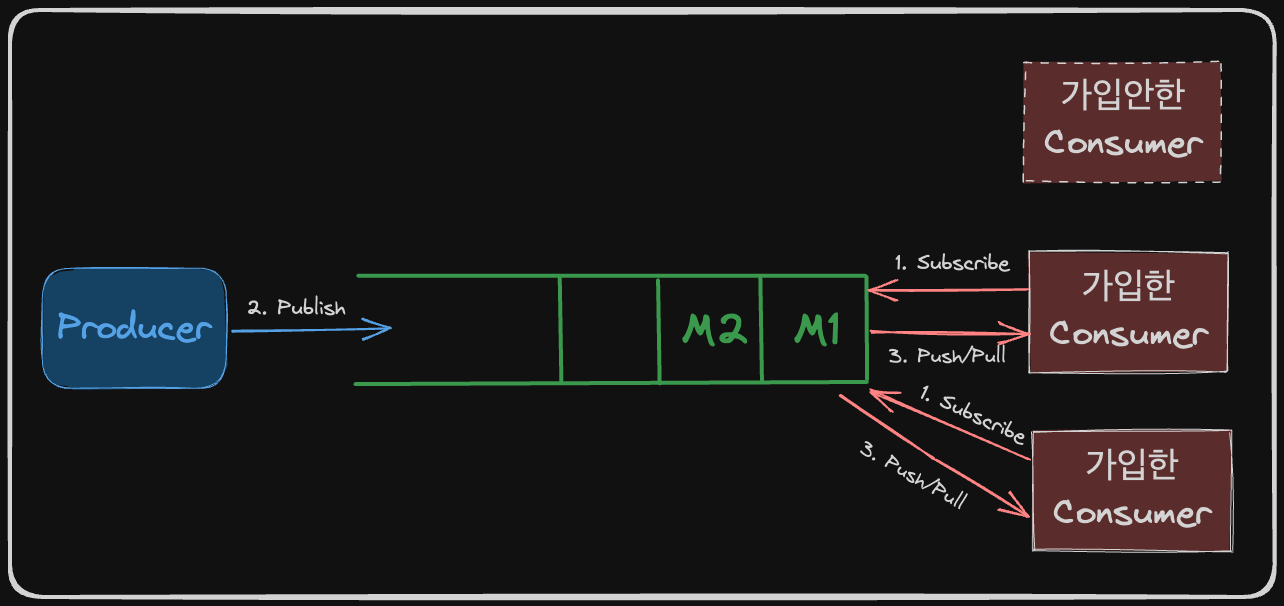 가입안한
Consumer
Producer
2. Publish
M2
M1
1. Subscribe
3. Push/Pull
가입한
Consumer
1. Subscribe
3. Push/Pull
가입한
Consumer